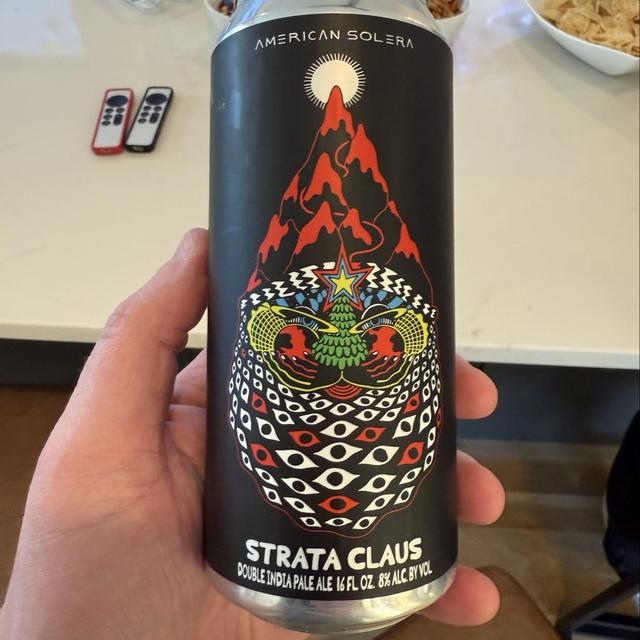 AMERICAN SOLERA
STRATA CLAUS
DOUBLE INDIA PALE ALE 16 FL OZ. 8% ALC. BY VOL